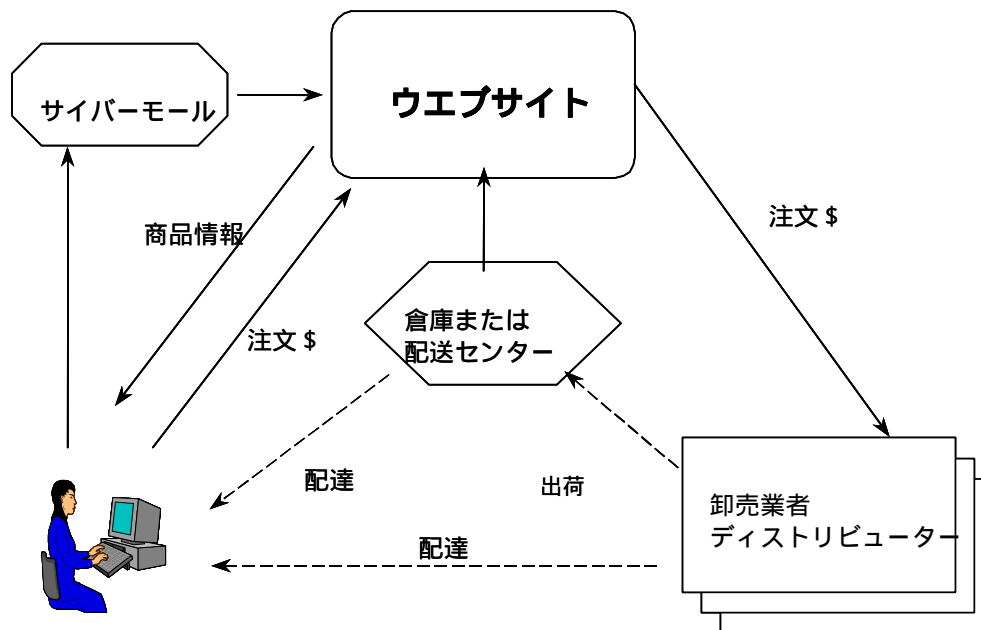 サイバーモール
ウエブサイト
商品情報
注文＄
注文＄
倉庫または
配送センター
配達
出荷
卸売業者
ディストリビューター
配達